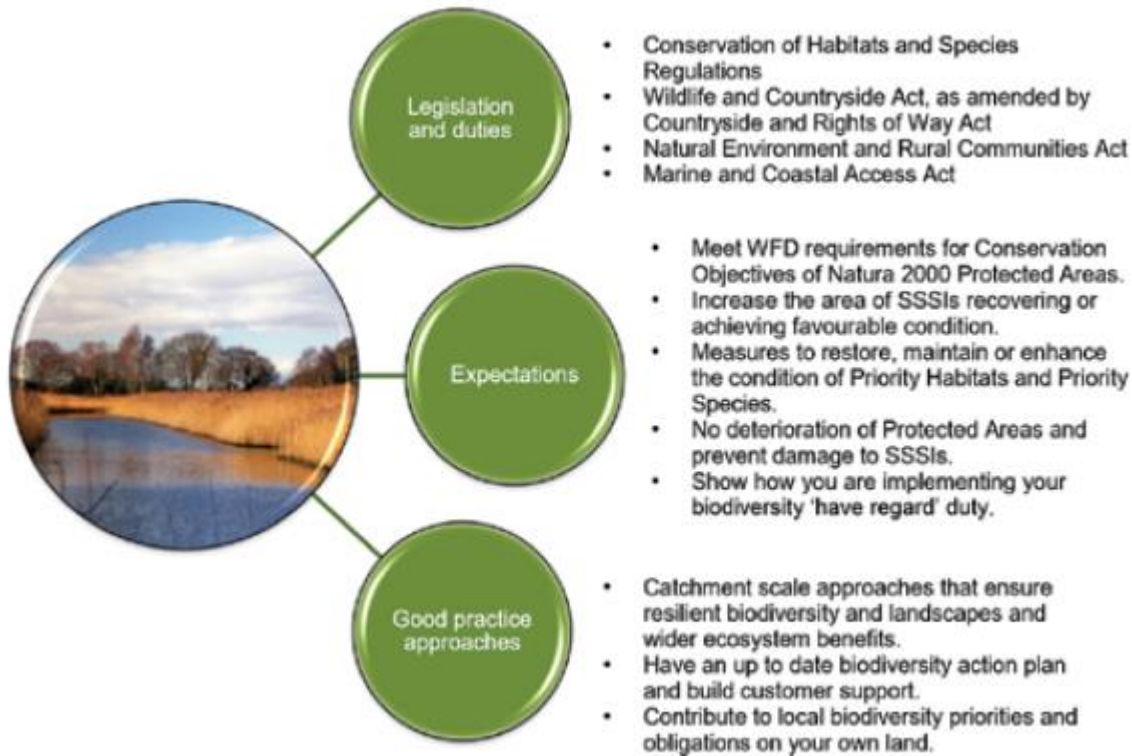 Legislation
and duties
• Conservation of Habitats and Species
Regulations
• Wildlife and Countryside Act, as amended by
Countryside and Rights of Way Act
• Natural Environment and Rural Communities Act
• Marine and Coastal Access Act
Expectations
• Meet WFD requirements for Conservation
Objectives of Natura 2000 Protected Areas.
• Increase the area of SSSIs recovering or
achieving favourable condition.
• Measures to restore, maintain or enhance
the condition of Priority Habitats and Priority
Species.
• No deterioration of Protected Areas and
prevent damage to SSSIs.
• Show how you are implementing your
biodiversity ‘have regard’ duty.
Good practice
approaches
• Catchment scale approaches that ensure
resilient biodiversity and landscapes and
wider ecosystem benefits.
• Have an up to date biodiversity action plan
and build customer support.
• Contribute to local biodiversity priorities and
obligations on your own land.